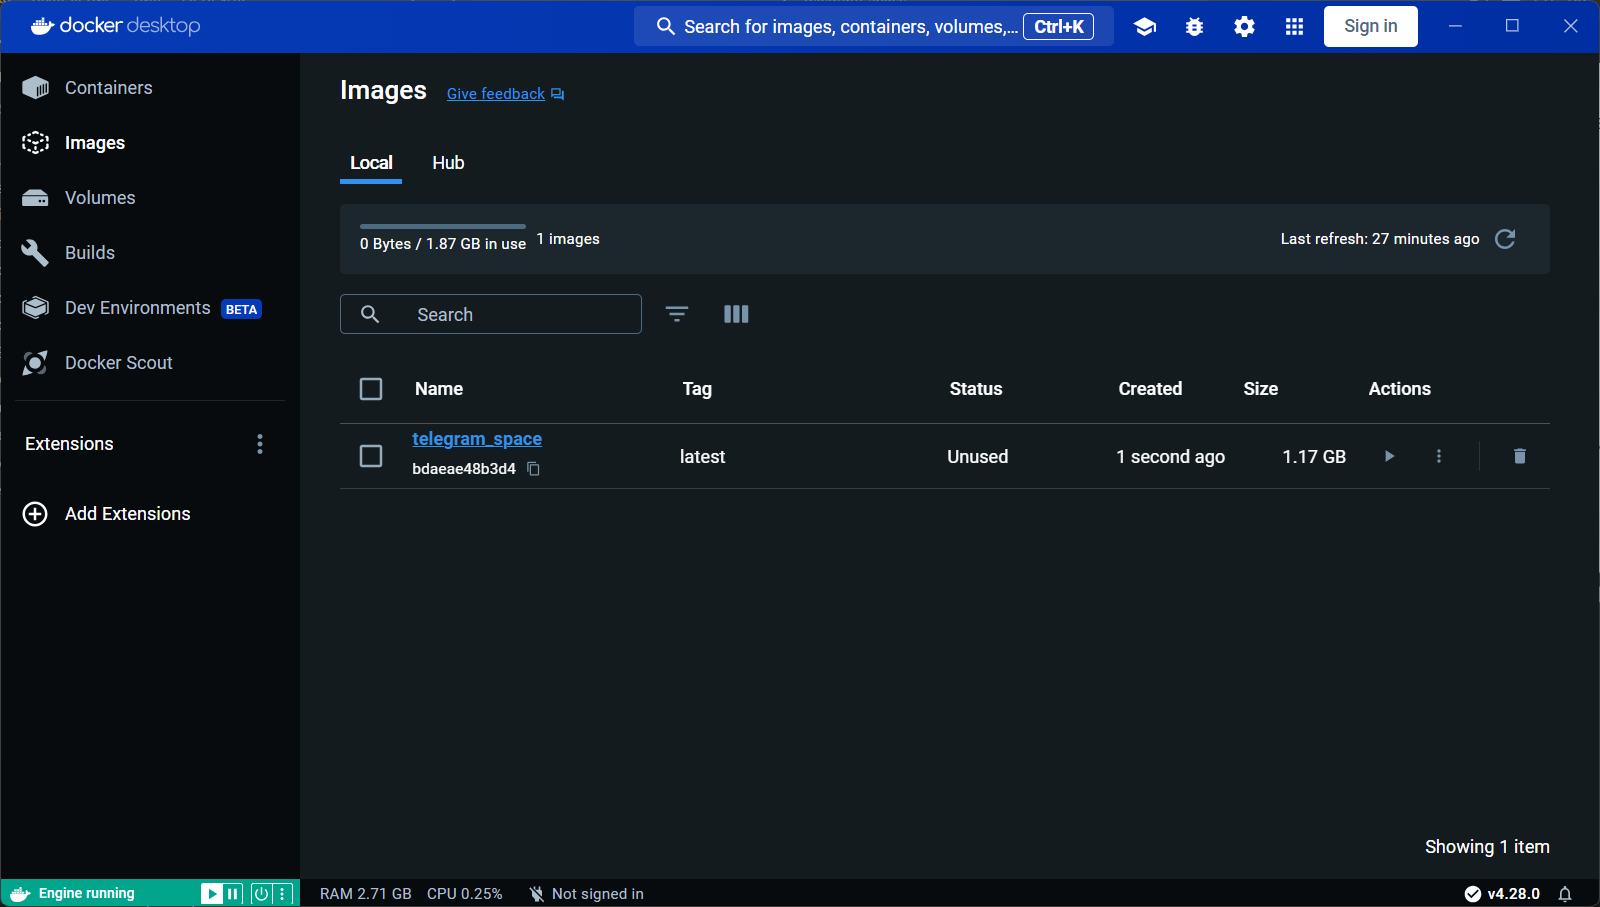 docker desktop
Search for images, containers, volumes,... Ctrl+K
Sign in
Containers
Images
Volumes
Builds
Dev Environments BETA
Docker Scout
Extensions
Add Extensions
Images Give feedback
Local Hub
0 Bytes / 1.87 GB in use 1 images Last refresh: 27 minutes ago
Search
Name Tag Status Created Size Actions
telegram_space
bdaeae48b3d4
latest Unused 1 second ago 1.17 GB
Showing 1 item
Engine running RAM 2.71 GB CPU 0.25% Not signed in v4.28.0